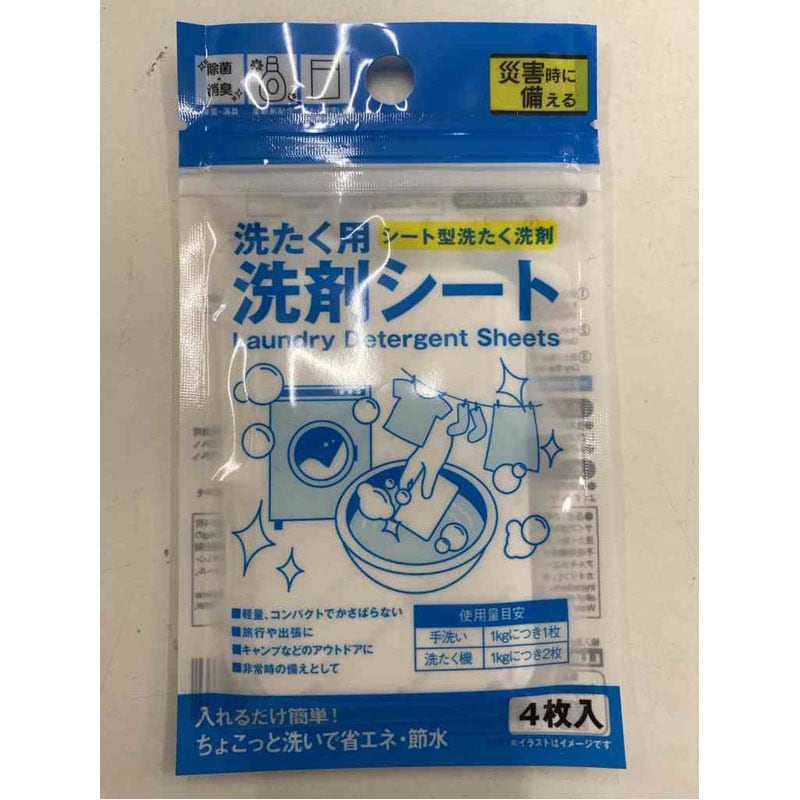 除菌
消臭
災害時に
備える
洗たく用
シート型洗たく洗剤
洗剤シート
Laundry Detergent Sheets
■軽量、コンパクトでかさばらない
■旅行や出張に
■キャンプなどのアウトドアに
■非常時の備えとして
使用量目安
手洗い 1kgにつき1枚
洗たく機 1kgにつき2枚
入れるだけ簡単！
ちょこっと洗いで省エネ・節水
4枚入
※イラストはイメージです